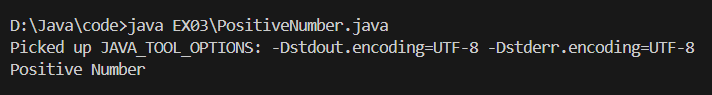 D:\Java\code>java EX03\PositiveNumber.java
Picked up JAVA_TOOL_OPTIONS: -Dstdout.encoding=UTF-8 -Dstderr.encoding=UTF-8
Positive Number